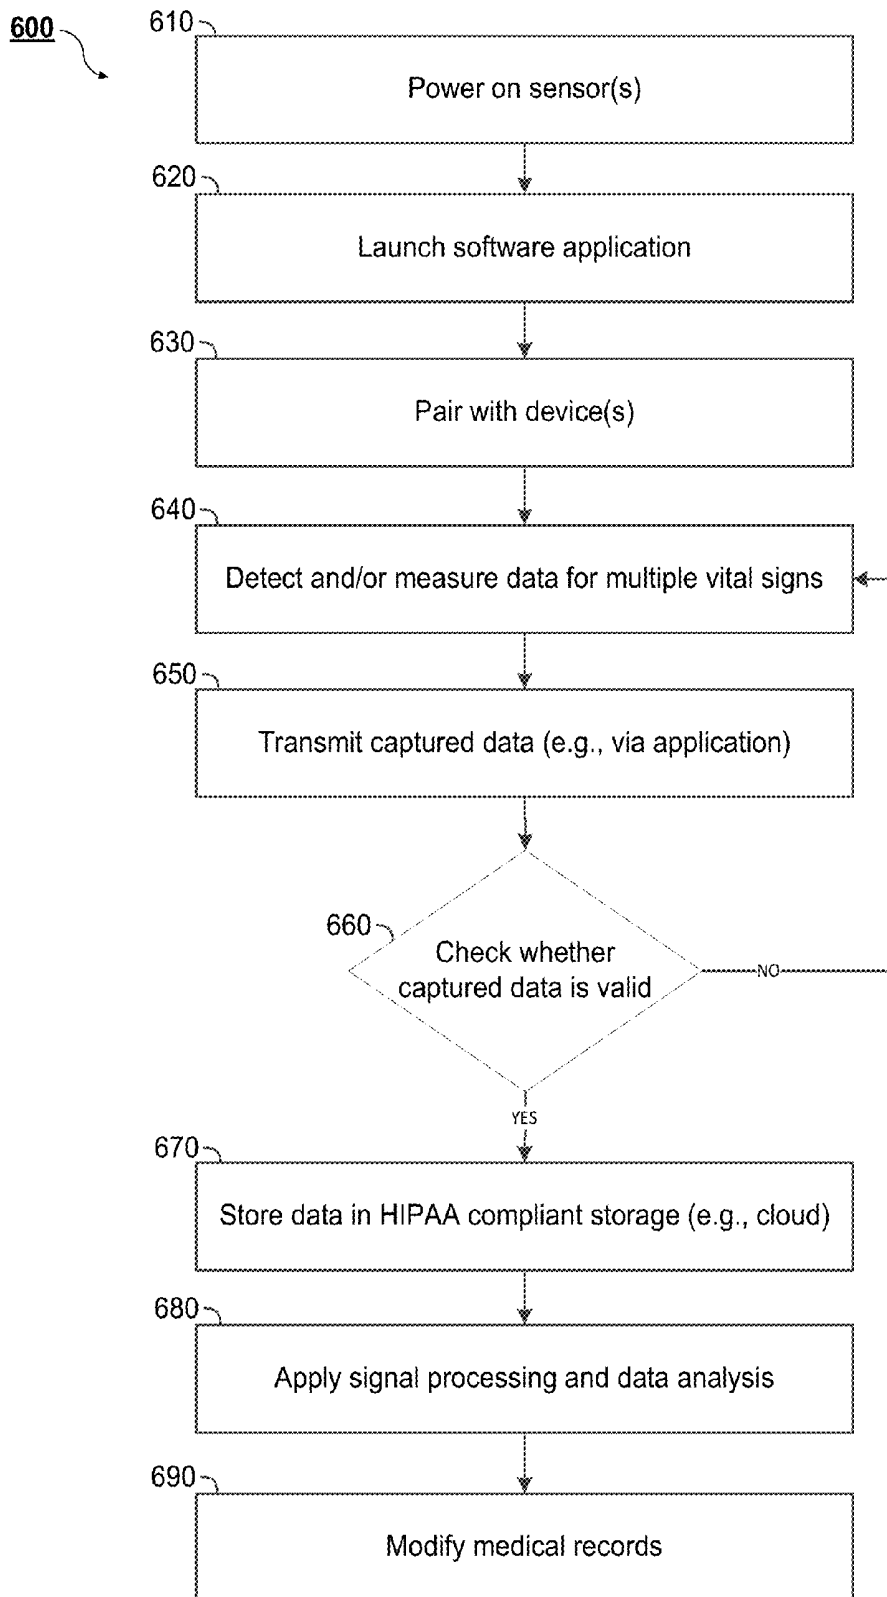 600
610
Power on sensor(s)
620
Launch software application
630
Pair with device(s)
640
Detect and/or measure data for multiple vital signs
650
Transmit captured data (e.g., via application)
660
Check whether
captured data is valid
NO
YES
670
Store data in HIPAA compliant storage (e.g., cloud)
680
Apply signal processing and data analysis
690
Modify medical records